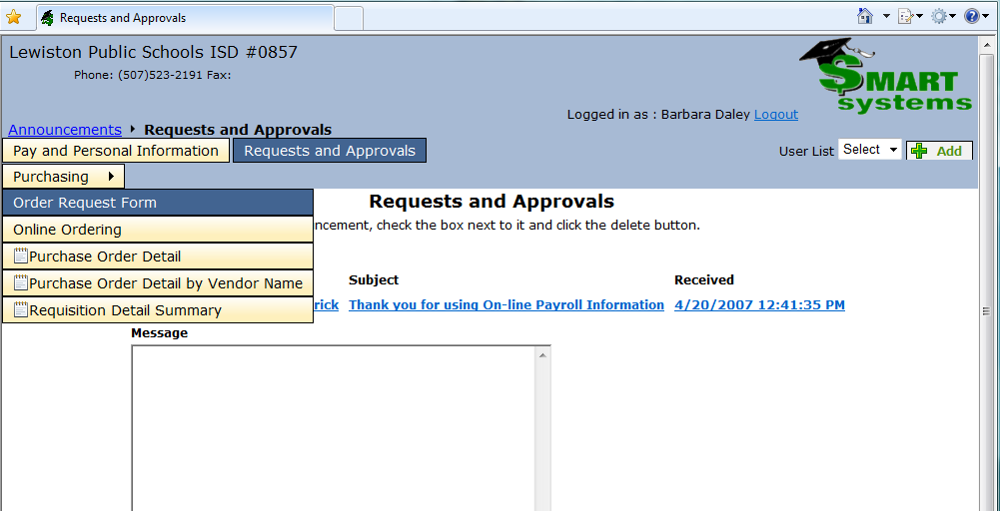 Requests and Approvals
Lewiston Public Schools ISD #0857
Phone: (507)523-2191 Fax:
SMART
systems
Logged in as : Barbara Daley Logout
Announcements Requests and Approvals
Pay and Personal Information Requests and Approvals
User List Select Add
Purchasing
Order Request Form
Requests and Approvals
Online Ordering
ncement, check the box next to it and click the delete button.
Purchase Order Detail
Purchase Order Detail by Vendor Name
Subject Received
Requisition Detail Summary
rick Thank you for using On-line Payroll Information 4/20/2007 12:41:35 PM
Message